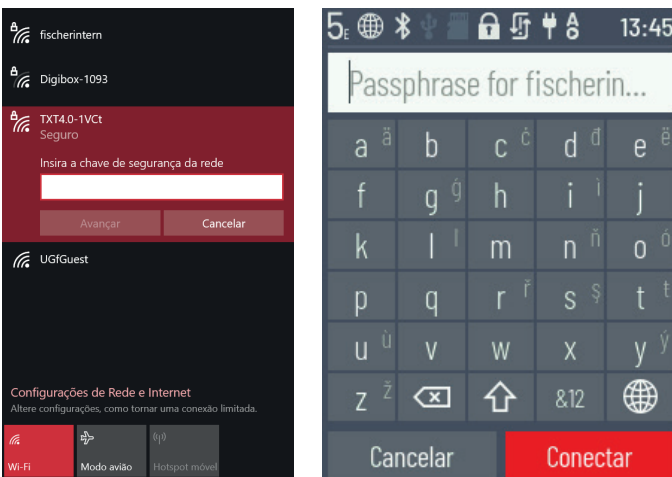 fischerintern
Digibox-1093
TXT4.0-1VCt
Seguro
Insira a chave de segurança da rede
Avançar Cancelar
UGfGuest
Configurações de Rede e Internet
Altere configurações, como tornar uma conexão limitada.
Wi-Fi Modo avião Hotspot móvel
5E 13:45
Passphrase for fischerin...
a ä b c ċ d đ e ë
f g ģ h i ì j
k l m n ň o ó
p q r ř s ş t ŧ
u ù v w x y ý
z ž &12
Cancelar Conectar